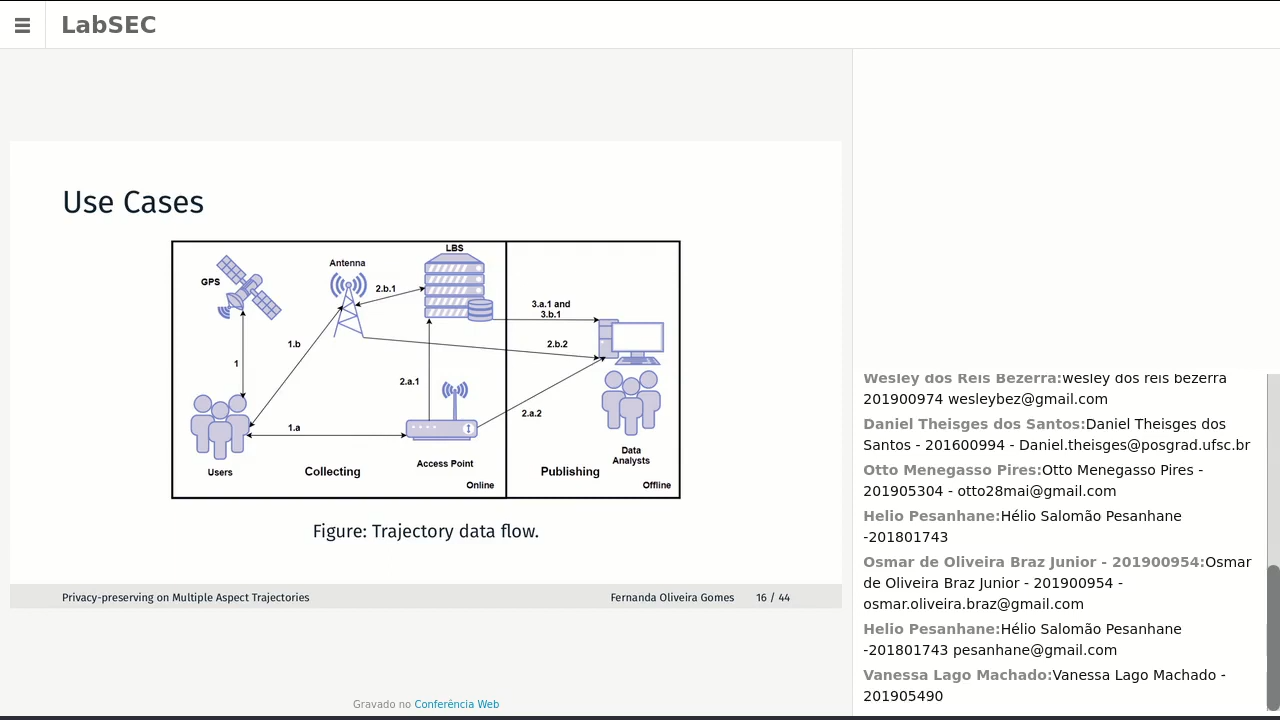 LabSEC
Use Cases
LBS
Antenna
GPS
2.b.1
3.a.1 and
3.b.1
1.b
2.b.2
1
2.a.1
2.a.2
1.a
Data
Analysts
Users
Collecting
Access Point
Publishing
Online
Offline
Figure: Trajectory data flow.
Privacy-preserving on Multiple Aspect Trajectories
Fernanda Oliveira Gomes
16 / 44
Gravado no Conferência Web
Wesley dos Reis Bezerra:wesley dos reis bezerra
201900974 wesleybez@gmail.com
Daniel Theisges dos Santos:Daniel Theisges dos
Santos - 201600994 - Daniel.theisges@posgrad.ufsc.br
Otto Menegasso Pires:Otto Menegasso Pires -
201905304 - otto28mai@gmail.com
Helio Pesanhane:Hélio Salomão Pesanhane
-201801743
Osmar de Oliveira Braz Junior - 201900954:Osmar
de Oliveira Braz Junior - 201900954 -
osmar.oliveira.braz@gmail.com
Helio Pesanhane:Hélio Salomão Pesanhane
-201801743 pesanhane@gmail.com
Vanessa Lago Machado:Vanessa Lago Machado -
201905490